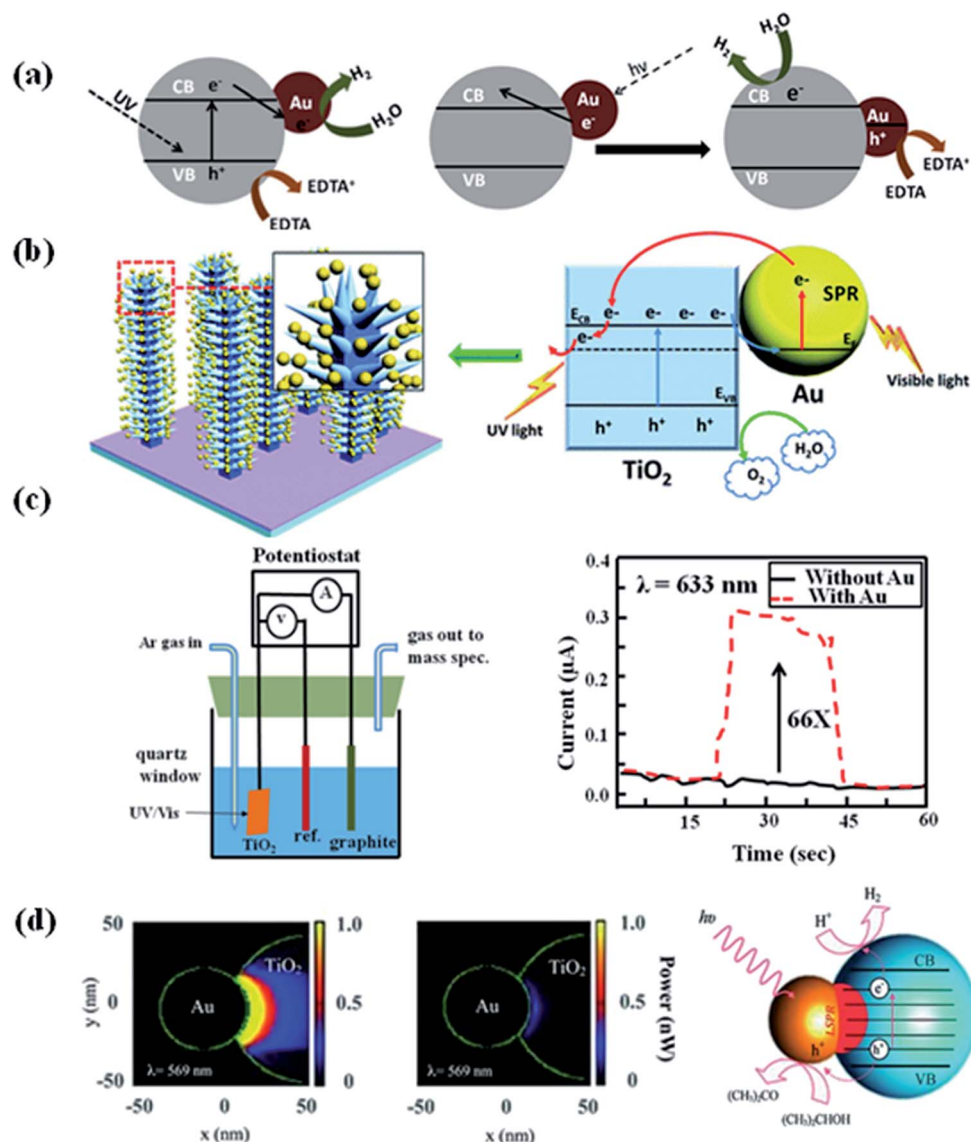 (a)
UV
CB e⁻
VB h⁺
Au
e⁻
H₂
H₂O
EDTA⁺
EDTA
CB
VB
Au
e⁻
hν
H₂
H₂O
CB e⁻
VB
Au
h⁺
EDTA⁺
EDTA
(b)
E_CB e- e- e- e-
e-
E_VB
h⁺ h⁺ h⁺
UV light
TiO₂
e- SPR
E_f
Au
Visible light
H₂O
O₂
(c)
Potentiostat
A
v
Ar gas in
gas out to
mass spec.
quartz
window
UV/Vis
TiO₂
ref.
graphite
λ = 633 nm
Without Au
With Au
66X
Current (μA)
0.4
0.3
0.2
0.1
0.0
15 30 45 60
Time (sec)
(d)
y (nm)
50
0
-50
Au
TiO₂
λ= 569 nm
1.0
0.5
0
-50 0 50
x (nm)
Au
TiO₂
λ= 569 nm
1.0
0.5
0
Power (nW)
-50 0 50
x (nm)
hυ
H⁺
H₂
CB
e⁻
LSPR
h⁺
h⁺
VB
(CH₃)₂CO
(CH₃)₂CHOH